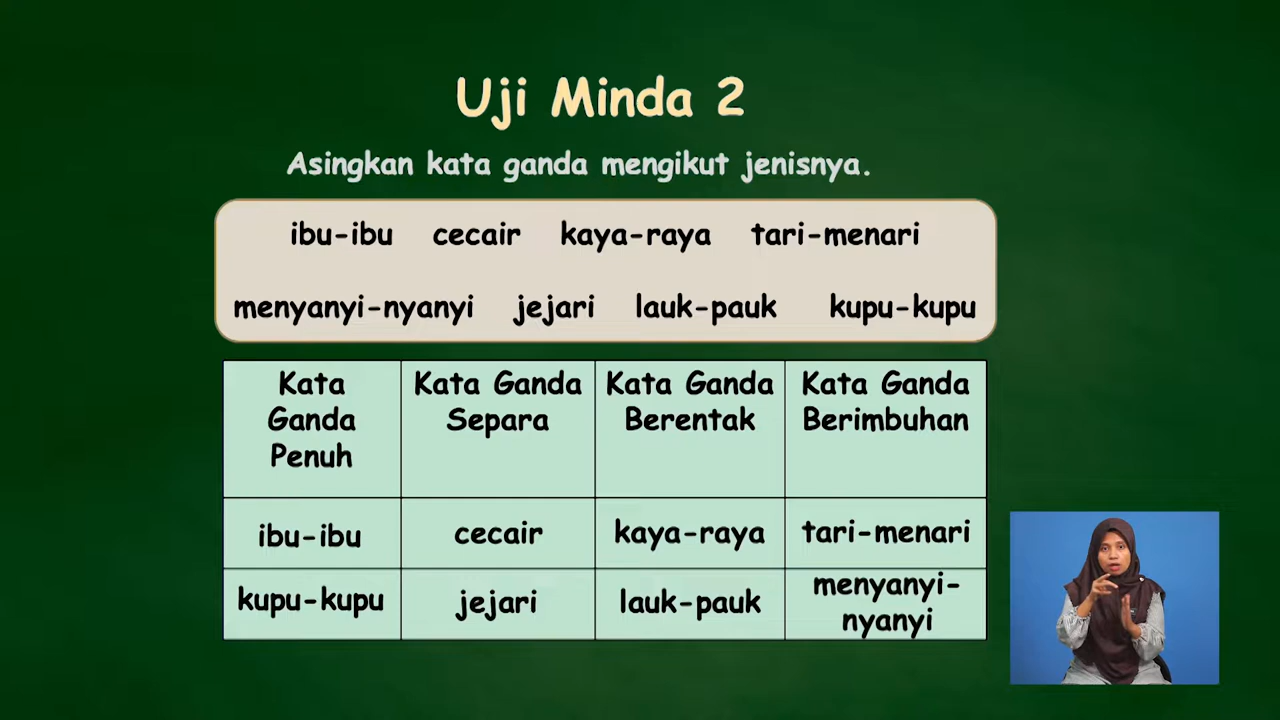 Uji Minda 2
Asingkan kata ganda mengikut jenisnya.
ibu-ibu cecair kaya-raya tari-menari
menyanyi-nyanyi jejari lauk-pauk kupu-kupu
Kata Ganda Penuh
Kata Ganda Separa
Kata Ganda Berentak
Kata Ganda Berimbuhan
ibu-ibu cecair kaya-raya tari-menari
kupu-kupu jejari lauk-pauk menyanyi-nyanyi